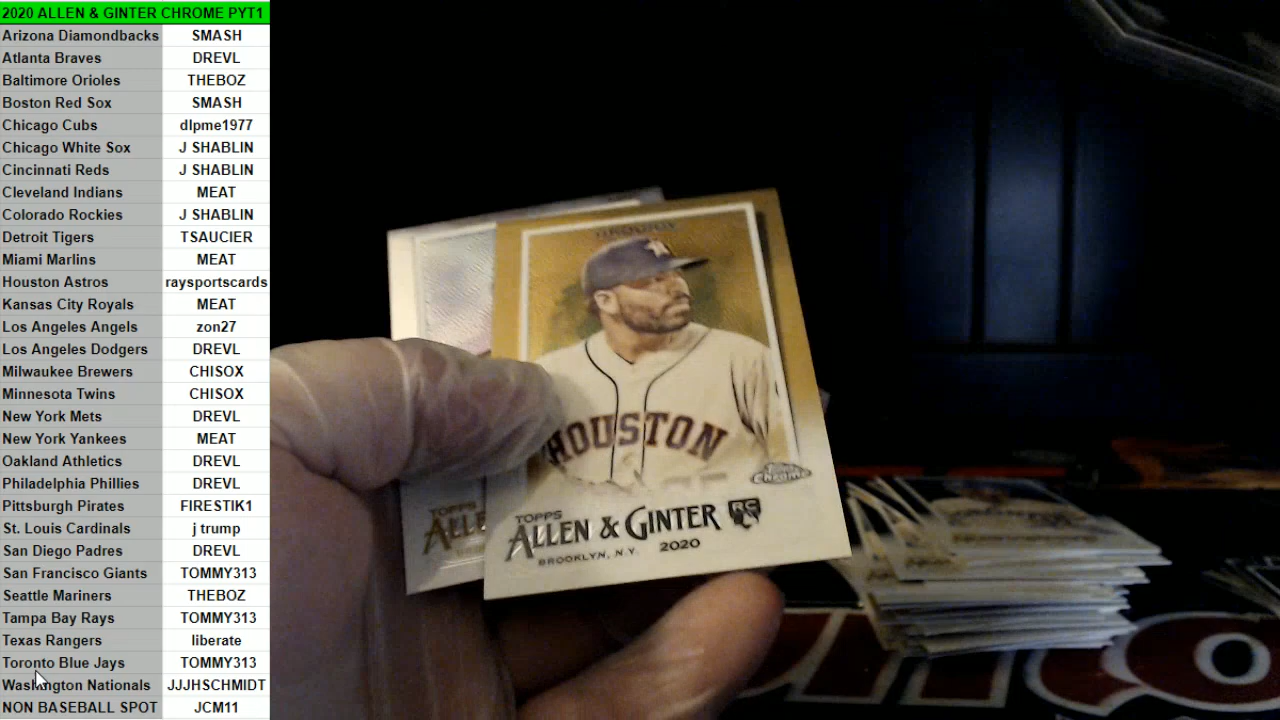 2020 ALLEN & GINTER CHROME PYT1
Arizona Diamondbacks SMASH
Atlanta Braves DREVL
Baltimore Orioles THEBOZ
Boston Red Sox SMASH
Chicago Cubs dlpme1977
Chicago White Sox J SHABLIN
Cincinnati Reds J SHABLIN
Cleveland Indians MEAT
Colorado Rockies J SHABLIN
Detroit Tigers TSAUCIER
Miami Marlins MEAT
Houston Astros raysportscards
Kansas City Royals MEAT
Los Angeles Angels zon27
Los Angeles Dodgers DREVL
Milwaukee Brewers CHISOX
Minnesota Twins CHISOX
New York Mets DREVL
New York Yankees MEAT
Oakland Athletics DREVL
Philadelphia Phillies DREVL
Pittsburgh Pirates FIRESTIK1
St. Louis Cardinals j trump
San Diego Padres DREVL
San Francisco Giants TOMMY313
Seattle Mariners THEBOZ
Tampa Bay Rays TOMMY313
Texas Rangers liberate
Toronto Blue Jays TOMMY313
Washington Nationals JJJHSCHMIDT
NON BASEBALL SPOT JCM11
HOUSTON
Topps Chrome
TOPPS
ALLEN & GINTER RC
BROOKLYN, N.Y. 2020
ALLE